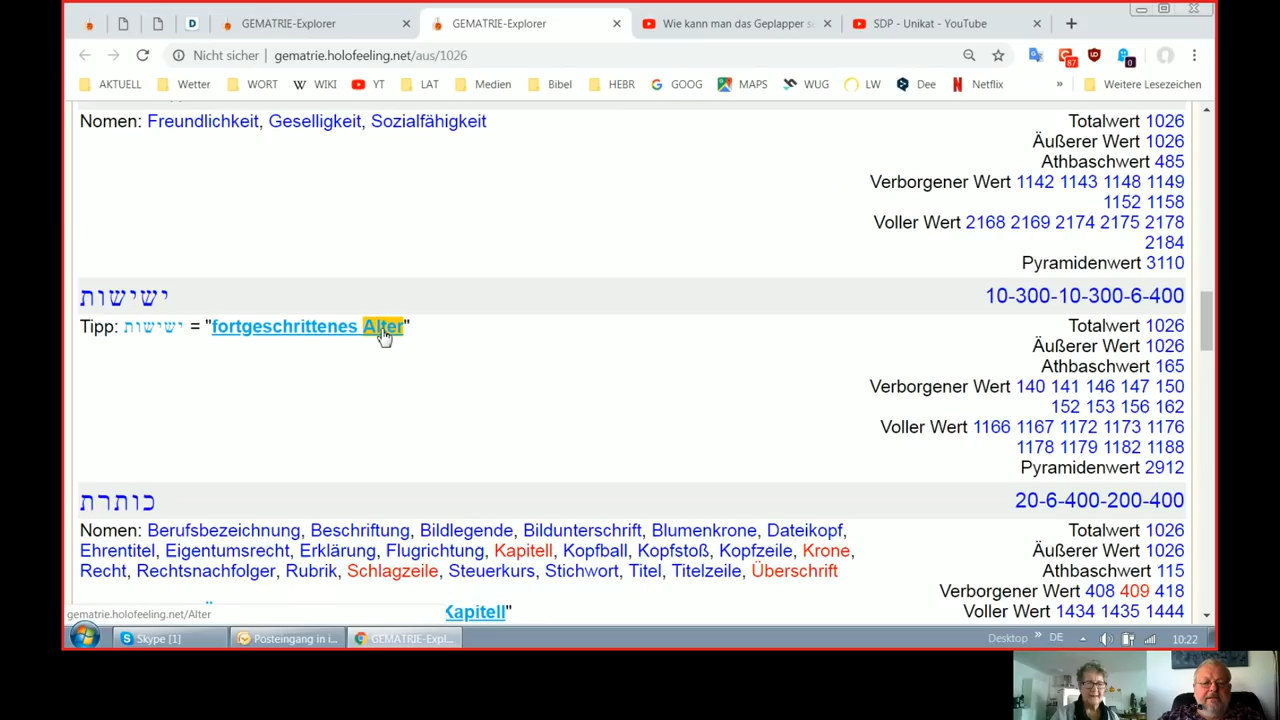 GEMATRIE-Explorer
GEMATRIE-Explorer
Wie kann man das Geplapper se
SDP - Unikat - YouTube
Nicht sicher | gematrie.holofeeling.net/aus/1026
AKTUELL Wetter WORT WIKI YT LAT Medien Bibel HEBR GOOG MAPS WUG LW Dee Netflix » Weitere Lesezeichen
Nomen: Freundlichkeit, Geselligkeit, Sozialfähigkeit
Totalwert 1026
Äußerer Wert 1026
Athbaschwert 485
Verborgener Wert 1142 1143 1148 1149
1152 1158
Voller Wert 2168 2169 2174 2175 2178
2184
Pyramidenwert 3110
ישישות 10-300-10-300-6-400
Tipp: ישישות = "fortgeschrittenes Alter"
Totalwert 1026
Äußerer Wert 1026
Athbaschwert 165
Verborgener Wert 140 141 146 147 150
152 153 156 162
Voller Wert 1166 1167 1172 1173 1176
1178 1179 1182 1188
Pyramidenwert 2912
כותרת 20-6-400-200-400
Nomen: Berufsbezeichnung, Beschriftung, Bildlegende, Bildunterschrift, Blumenkrone, Dateikopf,
Ehrentitel, Eigentumsrecht, Erklärung, Flugrichtung, Kapitell, Kopfball, Kopfstoß, Kopfzeile, Krone,
Recht, Rechtsnachfolger, Rubrik, Schlagzeile, Steuerkurs, Stichwort, Titel, Titelzeile, Überschrift
Totalwert 1026
Äußerer Wert 1026
Athbaschwert 115
Verborgener Wert 408 409 418
Voller Wert 1434 1435 1444
Kapitell"
gematrie.holofeeling.net/Alter
Skype [1] Posteingang in i... GEMATRIE-Expl... Desktop » DE 10:22